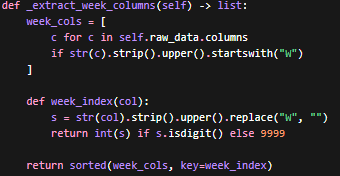 def _extract_week_columns(self) -> list:
    week_cols = [
        c for c in self.raw_data.columns
        if str(c).strip().upper().startswith("W")
    ]

    def week_index(col):
        s = str(col).strip().upper().replace("W", "")
        return int(s) if s.isdigit() else 9999

    return sorted(week_cols, key=week_index)